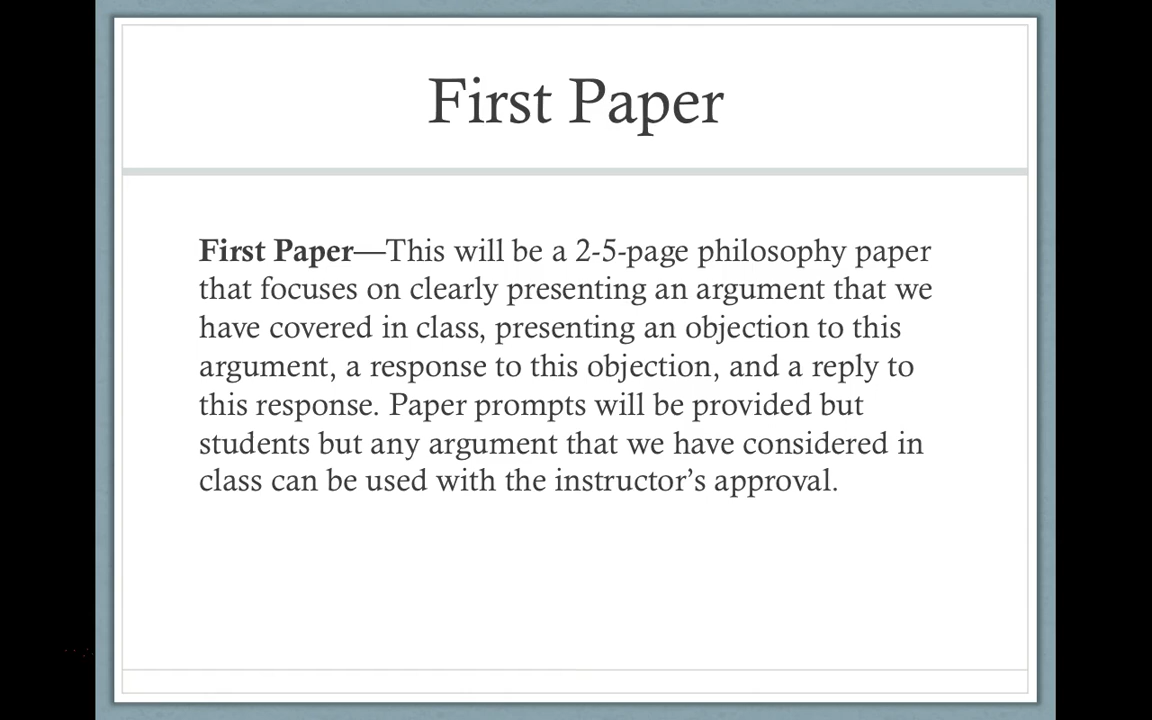 First Paper
First Paper—This will be a 2-5-page philosophy paper
that focuses on clearly presenting an argument that we
have covered in class, presenting an objection to this
argument, a response to this objection, and a reply to
this response. Paper prompts will be provided but
students but any argument that we have considered in
class can be used with the instructor’s approval.